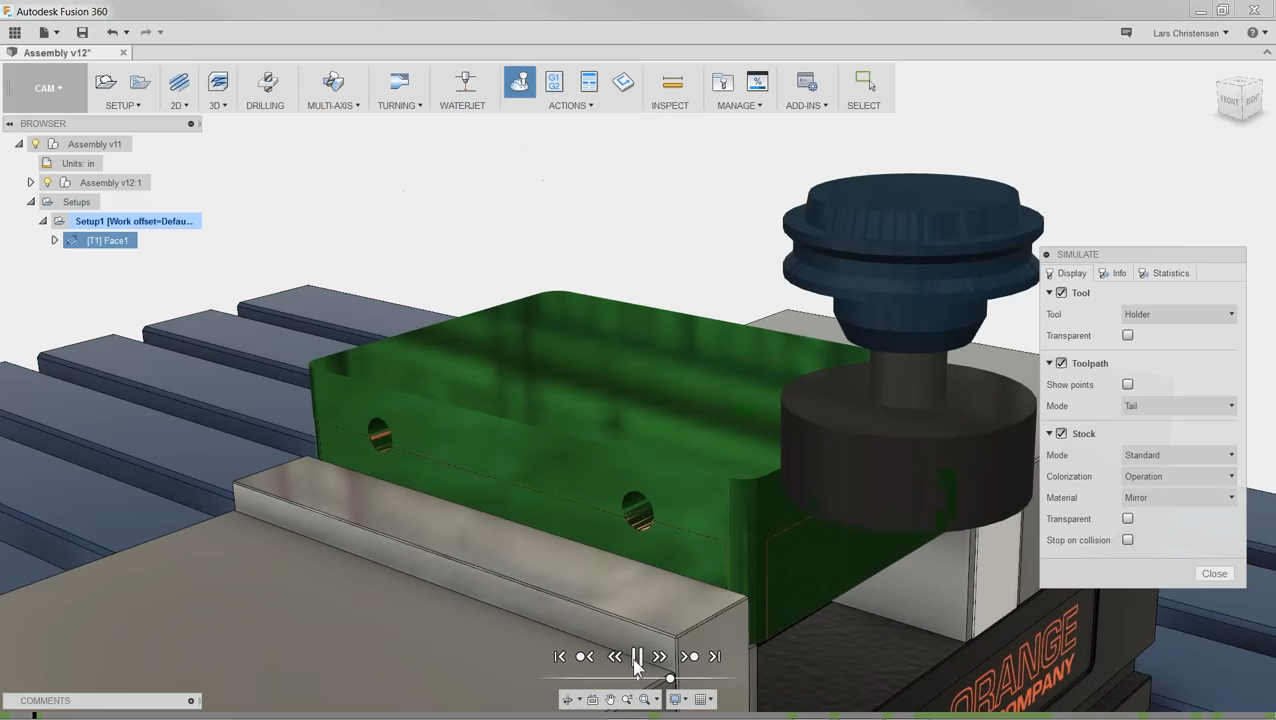 Autodesk Fusion 360
Lars Christensen
Assembly v12*
CAM
G1
G2
%
SETUP
2D
3D
DRILLING
MULTI-AXIS
TURNING
WATERJET
ACTIONS
INSPECT
MANAGE
ADD-INS
SELECT
FRONT
RIGHT
BROWSER
Assembly v11
Units: in
Assembly v12:1
Setups
Setup1 [Work offset=Defau...
[T1] Face1
SIMULATE
Display
Info
Statistics
Tool
Tool
Holder
Transparent
Toolpath
Show points
Mode
Tail
Stock
Mode
Standard
Colorization
Operation
Material
Mirror
Transparent
Stop on collision
Close
ORANGE
COMPANY
COMMENTS